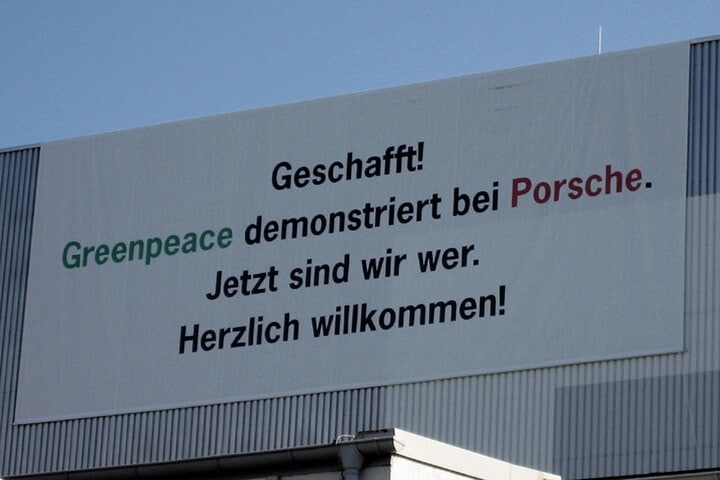 Geschafft!
Greenpeace demonstriert bei Porsche.
Jetzt sind wir wer.
Herzlich willkommen!